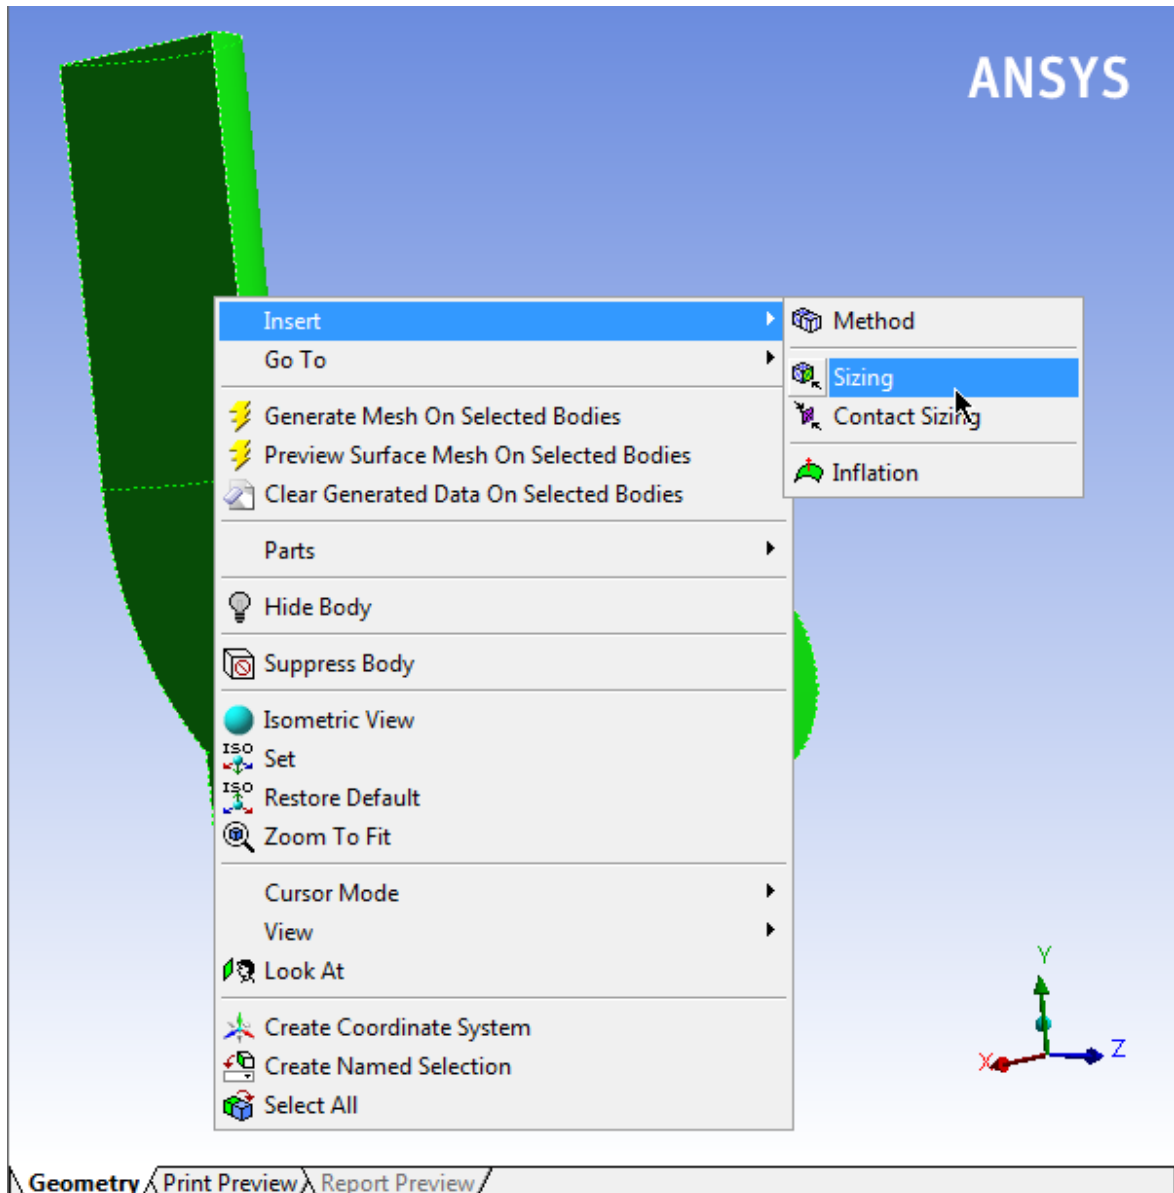 ANSYS
Insert
Go To
Generate Mesh On Selected Bodies
Preview Surface Mesh On Selected Bodies
Clear Generated Data On Selected Bodies
Parts
Hide Body
Suppress Body
Isometric View
ISO Set
ISO Restore Default
Zoom To Fit
Cursor Mode
View
Look At
Create Coordinate System
Create Named Selection
Select All
Method
Sizing
Contact Sizing
Inflation
Y
X
Z
Geometry Print Preview Report Preview